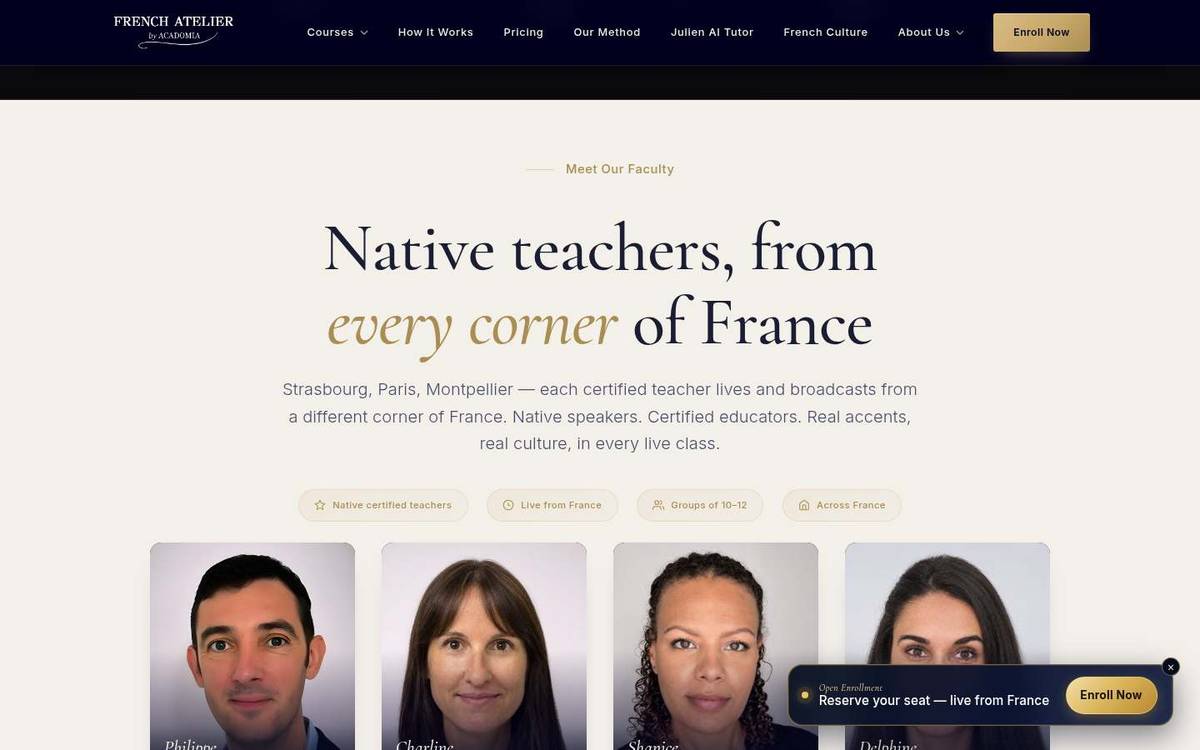 FRENCH ATELIER
by ACADOMIA
Courses How It Works Pricing Our Method Julien AI Tutor French Culture About Us Enroll Now
Meet Our Faculty
Native teachers, from
every corner of France
Strasbourg, Paris, Montpellier — each certified teacher lives and broadcasts from
a different corner of France. Native speakers. Certified educators. Real accents,
real culture, in every live class.
Native certified teachers Live from France Groups of 10–12 Across France
Open Enrollment
Reserve your seat — live from France Enroll Now
Philippe Charline Shanice Delphine